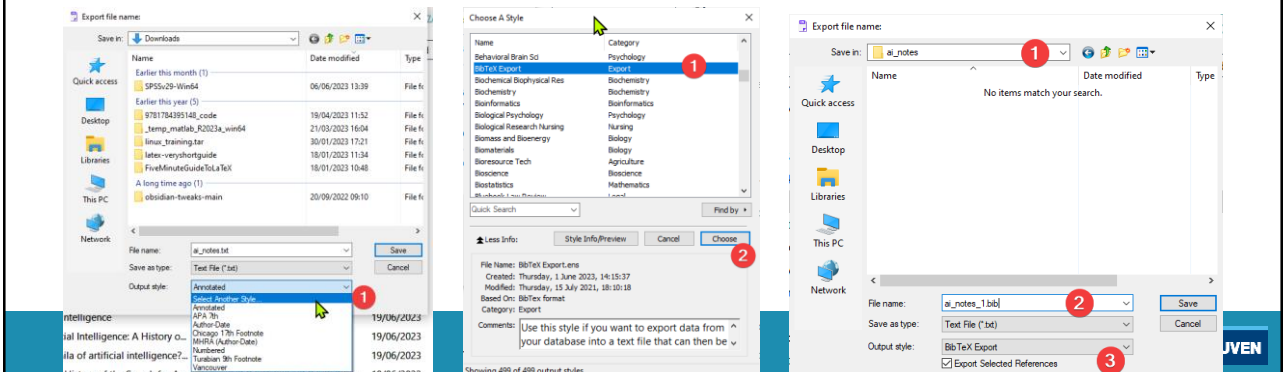 Export file name:
Save in:
Downloads
Name
Date modified
Type
Quick access
Desktop
Libraries
This PC
Network
Earlier this month (1)
SPSSv29-Win64
06/06/2023 13:39
File fo
Earlier this year (5)
9781784395148_code
19/04/2023 11:52
File fo
_temp_matlab_R2023a_win64
21/03/2023 16:04
File fo
linux_training.tar
30/01/2023 17:21
File fo
latex-veryshortguide
18/01/2023 11:34
File fo
FiveMinuteGuideToLaTeX
18/01/2023 10:48
File fo
A long time ago (1)
obsidian-tweaks-main
20/09/2022 09:10
File fo
File name:
ai_notes.txt
Save
Save as type:
Text File (*.txt)
Cancel
Output style:
Annotated
1
Select Another Style...
Annotated
APA 7th
Author-Date
Chicago 17th Footnote
MHRA (Author-Date)
Numbered
Turabian 9th Footnote
Vancouver
ntelligence
19/06/2023
ial Intelligence: A History o...
19/06/2023
ila of artificial intelligence?...
19/06/2023
Choose A Style
Name
Category
Behavioral Brain Sci
Psychology
BibTeX Export
Export
1
Biochemical Biophysical Res
Biochemistry
Biochemistry
Biochemistry
Bioinformatics
Bioinformatics
Biological Psychology
Psychology
Biological Research Nursing
Nursing
Biomass and Bioenergy
Biology
Biomaterials
Biology
Bioresource Tech
Agriculture
Bioscience
Bioscience
Biostatistics
Mathematics
Bluebook Law Review
Legal
Quick Search
Find by
Less Info:
Style Info/Preview
Cancel
Choose
2
File Name: BibTeX Export.ens
Created: Thursday, 1 June 2023, 14:15:37
Modified: Thursday, 15 July 2021, 18:10:18
Based On: BibTex format
Category: Export
Comments:
Use this style if you want to export data from
your database into a text file that can then be
Showing 499 of 499 output styles.
Export file name:
Save in:
ai_notes
1
Name
Date modified
Type
No items match your search.
Quick access
Desktop
Libraries
This PC
Network
File name:
ai_notes_1.bib
2
Save
Save as type:
Text File (*.txt)
Cancel
Output style:
BibTeX Export
Export Selected References
3
UVEN